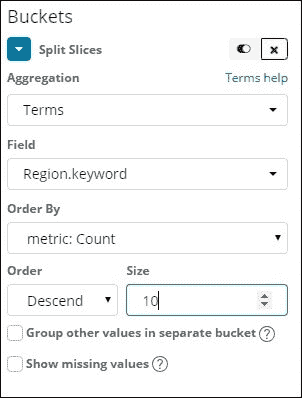 Buckets
Split Slices
Aggregation Terms help
Terms
Field
Region.keyword
Order By
metric: Count
Order Size
Descend 10
Group other values in separate bucket ?
Show missing values ?